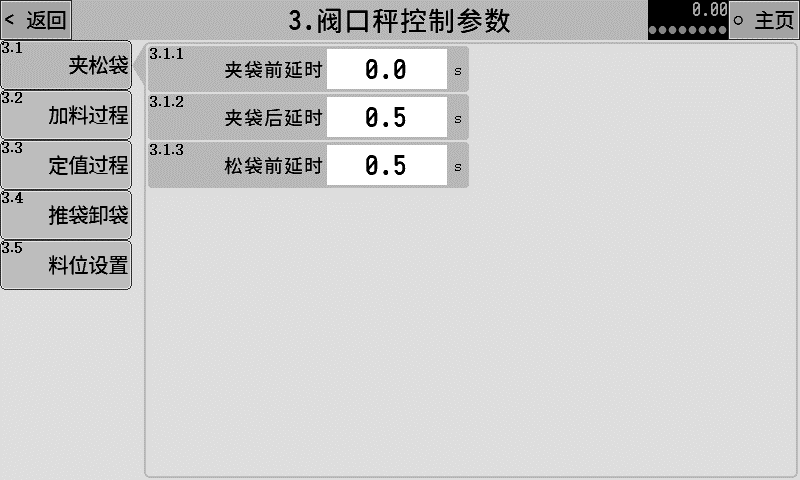 < 返回
3.阀口秤控制参数
0.00
○ 主页
3.1
夹松袋
3.2
加料过程
3.3
定值过程
3.4
推袋卸袋
3.5
料位设置
3.1.1
夹袋前延时 0.0 s
3.1.2
夹袋后延时 0.5 s
3.1.3
松袋前延时 0.5 s